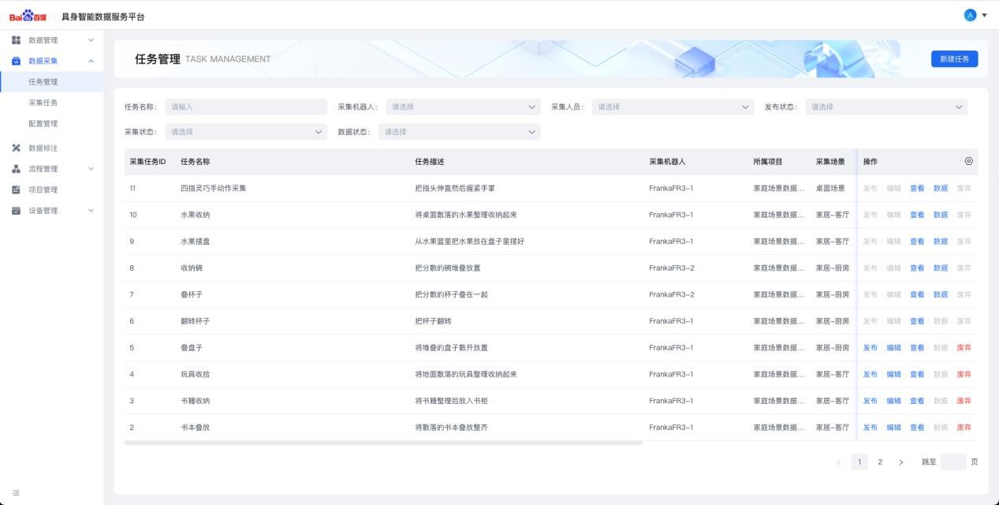 Bai du 百度 具身智能数据服务平台 A
数据管理
数据采集
任务管理
采集任务
配置管理
数据标注
流程管理
项目管理
设备管理
任务管理 TASK MANAGEMENT 新建任务
任务名称: 请输入 采集机器人: 请选择 采集人员: 请选择 发布状态: 请选择
采集状态: 请选择 数据状态: 请选择
采集任务ID 任务名称 任务描述 采集机器人 所属项目 采集场景 操作
11 四指灵巧手动作采集 把指头伸直然后握紧手掌 FrankaFR3-1 家庭场景数据... 桌面场景 发布 编辑 查看 数据 废弃
10 水果收纳 将桌面散落的水果整理收纳起来 FrankaFR3-1 家庭场景数据... 家居-客厅 发布 编辑 查看 数据 废弃
9 水果摆盘 从水果篮里把水果放在盘子里摆好 FrankaFR3-1 家庭场景数据... 家居-客厅 发布 编辑 查看 数据 废弃
8 收纳碗 把分散的碗堆叠放置 FrankaFR3-2 家庭场景数据... 家居-厨房 发布 编辑 查看 数据 废弃
7 叠杯子 把分散的杯子叠在一起 FrankaFR3-2 家庭场景数据... 家居-厨房 发布 编辑 查看 数据 废弃
6 翻转杯子 把杯子翻转 FrankaFR3-1 家庭场景数据... 家居-厨房 发布 编辑 查看 数据 废弃
5 叠盘子 将堆叠的盘子散开放置 FrankaFR3-1 家庭场景数据... 家居-厨房 发布 编辑 查看 数据 废弃
4 玩具收拾 将地面散落的玩具整理收纳起来 FrankaFR3-1 家庭场景数据... 家居-客厅 发布 编辑 查看 数据 废弃
3 书籍收纳 将书籍整理后放入书柜 FrankaFR3-1 家庭场景数据... 家居-客厅 发布 编辑 查看 数据 废弃
2 书本叠放 将散落的书本叠放整齐 FrankaFR3-1 家庭场景数据... 家居-客厅 发布 编辑 查看 数据 废弃
< 1 2 > 跳至 页